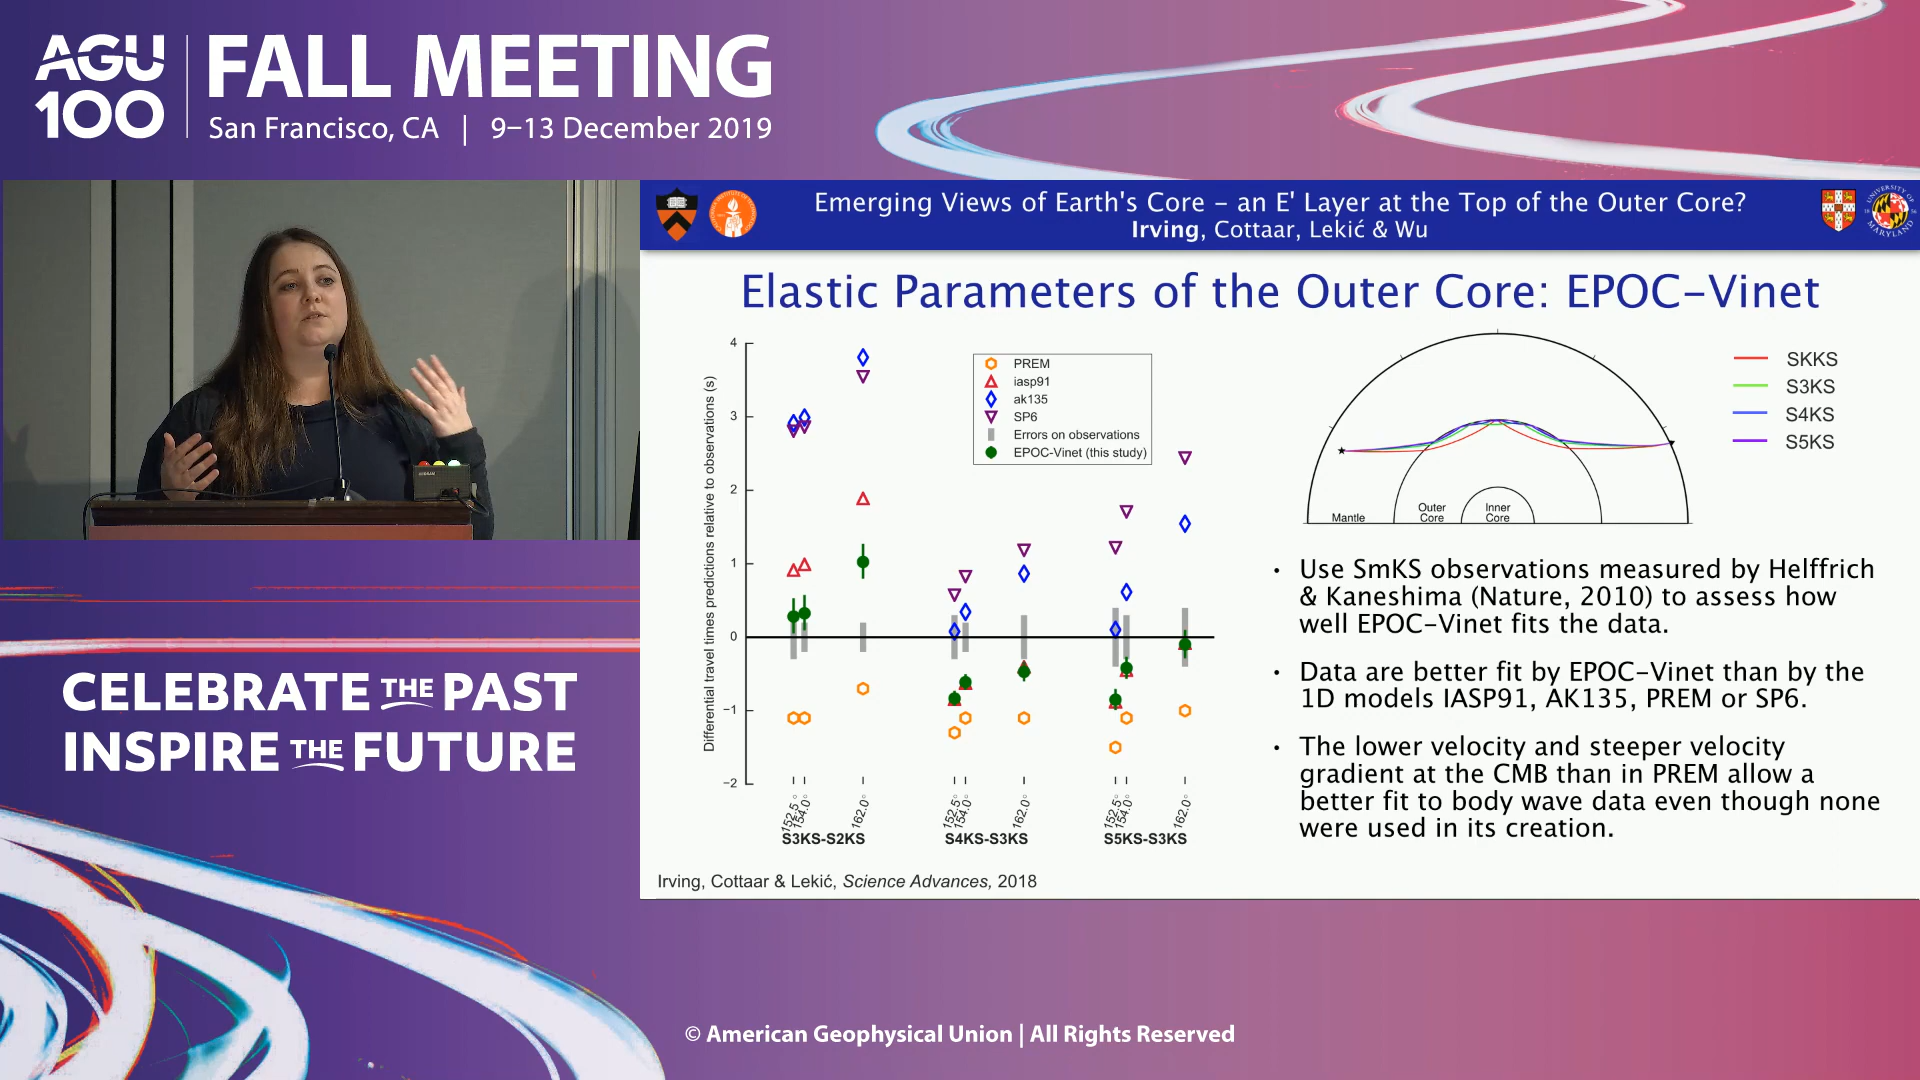 AGU
100
FALL MEETING
San Francisco, CA | 9–13 December 2019
Emerging Views of Earth's Core – an E' Layer at the Top of the Outer Core?
Irving, Cottaar, Lekić & Wu
Elastic Parameters of the Outer Core: EPOC–Vinet
Differential travel times predictions relative to observations (s)
4
3
2
1
0
−1
−2
PREM
iasp91
ak135
SP6
Errors on observations
EPOC-Vinet (this study)
152.5°
154.0°
162.0°
152.5°
154.0°
162.0°
152.5°
154.0°
162.0°
S3KS-S2KS
S4KS-S3KS
S5KS-S3KS
SKKS
S3KS
S4KS
S5KS
Mantle
Outer
Core
Inner
Core
• Use SmKS observations measured by Helffrich
& Kaneshima (Nature, 2010) to assess how
well EPOC–Vinet fits the data.
• Data are better fit by EPOC–Vinet than by the
1D models IASP91, AK135, PREM or SP6.
• The lower velocity and steeper velocity
gradient at the CMB than in PREM allow a
better fit to body wave data even though none
were used in its creation.
Irving, Cottaar & Lekić, Science Advances, 2018
CELEBRATE THE PAST
INSPIRE THE FUTURE
© American Geophysical Union | All Rights Reserved